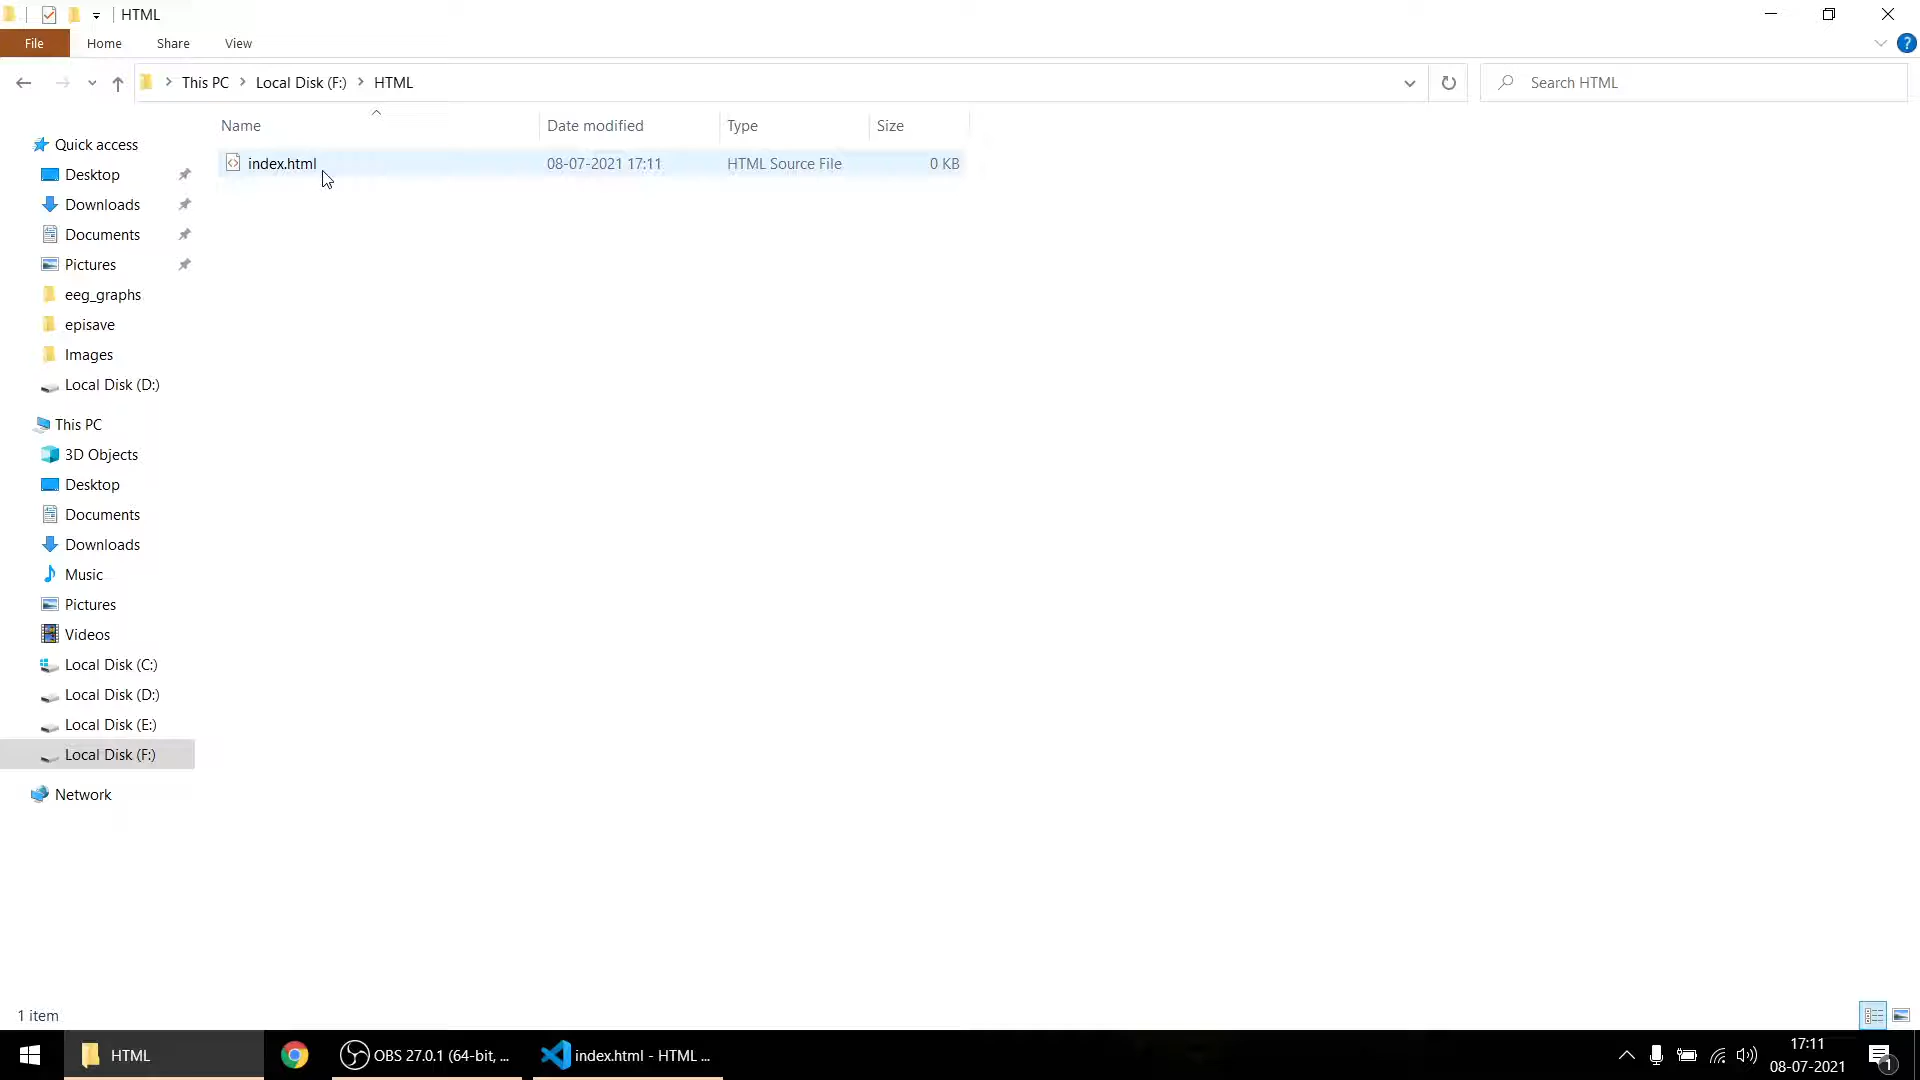 HTML
File Home Share View
This PC Local Disk (F:) HTML
Search HTML
Name Date modified Type Size
index.html 08-07-2021 17:11 HTML Source File 0 KB
Quick access
Desktop
Downloads
Documents
Pictures
eeg_graphs
episave
Images
Local Disk (D:)
This PC
3D Objects
Desktop
Documents
Downloads
Music
Pictures
Videos
Local Disk (C:)
Local Disk (D:)
Local Disk (E:)
Local Disk (F:)
Network
1 item
HTML OBS 27.0.1 (64-bit, ... index.html - HTML ... 17:11
08-07-2021 1